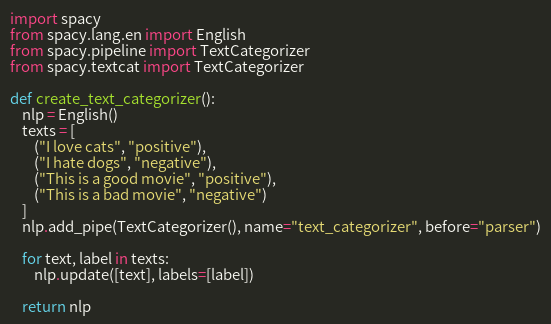 import spacy
from spacy.lang.en import English
from spacy.pipeline import TextCategorizer
from spacy.textcat import TextCategorizer

def create_text_categorizer():
    nlp = English()
    texts = [
        ("I love cats", "positive"),
        ("I hate dogs", "negative"),
        ("This is a good movie", "positive"),
        ("This is a bad movie", "negative")
    ]
    nlp.add_pipe(TextCategorizer(), name="text_categorizer", before="parser")

    for text, label in texts:
        nlp.update([text], labels=[label])

    return nlp